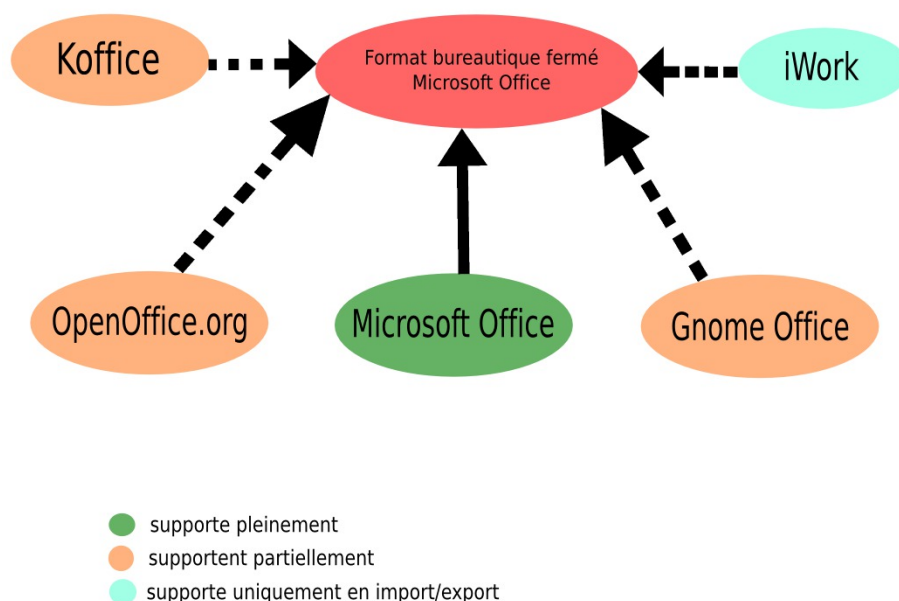 Koffice
Format bureautique fermé
Microsoft Office
iWork
OpenOffice.org
Microsoft Office
Gnome Office
supporte pleinement
supportent partiellement
supporte uniquement en import/export